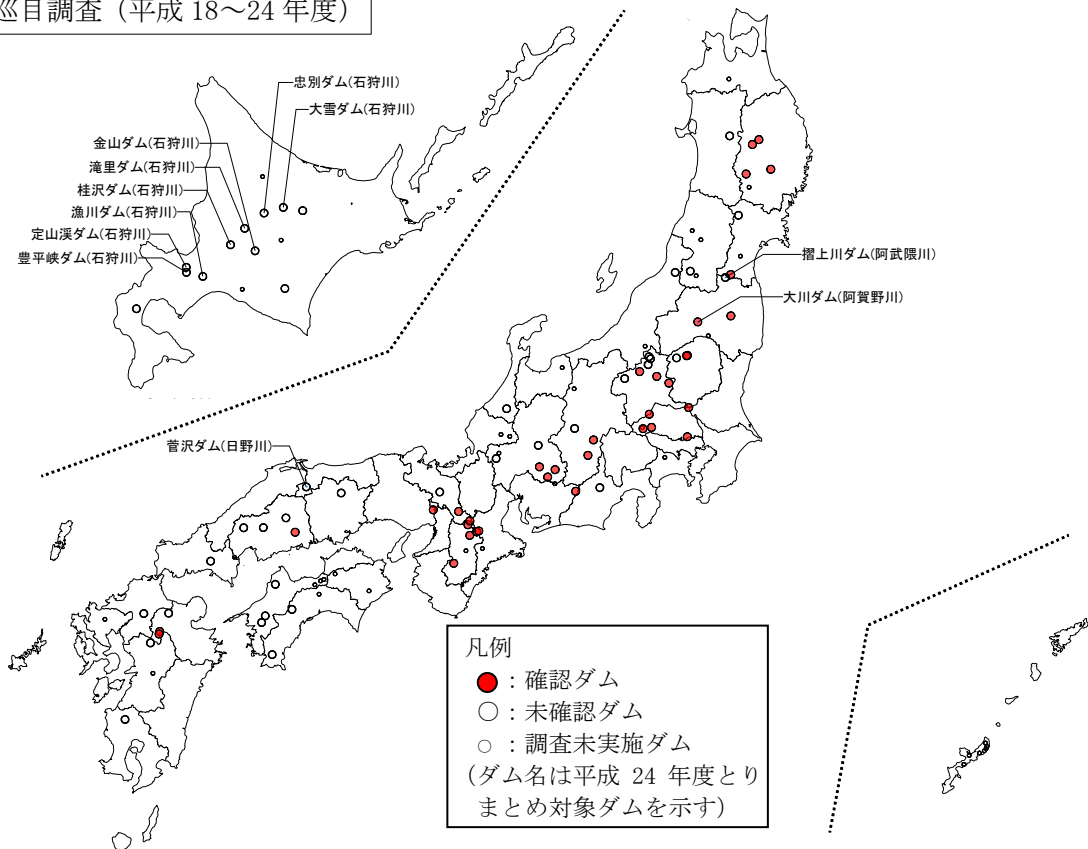 巡目調査（平成 18～24 年度）
忠別ダム(石狩川)
大雪ダム(石狩川)
金山ダム(石狩川)
滝里ダム(石狩川)
桂沢ダム(石狩川)
漁川ダム(石狩川)
定山渓ダム(石狩川)
豊平峡ダム(石狩川)
摺上川ダム(阿武隈川)
大川ダム(阿賀野川)
菅沢ダム(日野川)
凡例
：確認ダム
：未確認ダム
：調査未実施ダム
(ダム名は平成 24 年度とり
まとめ対象ダムを示す)